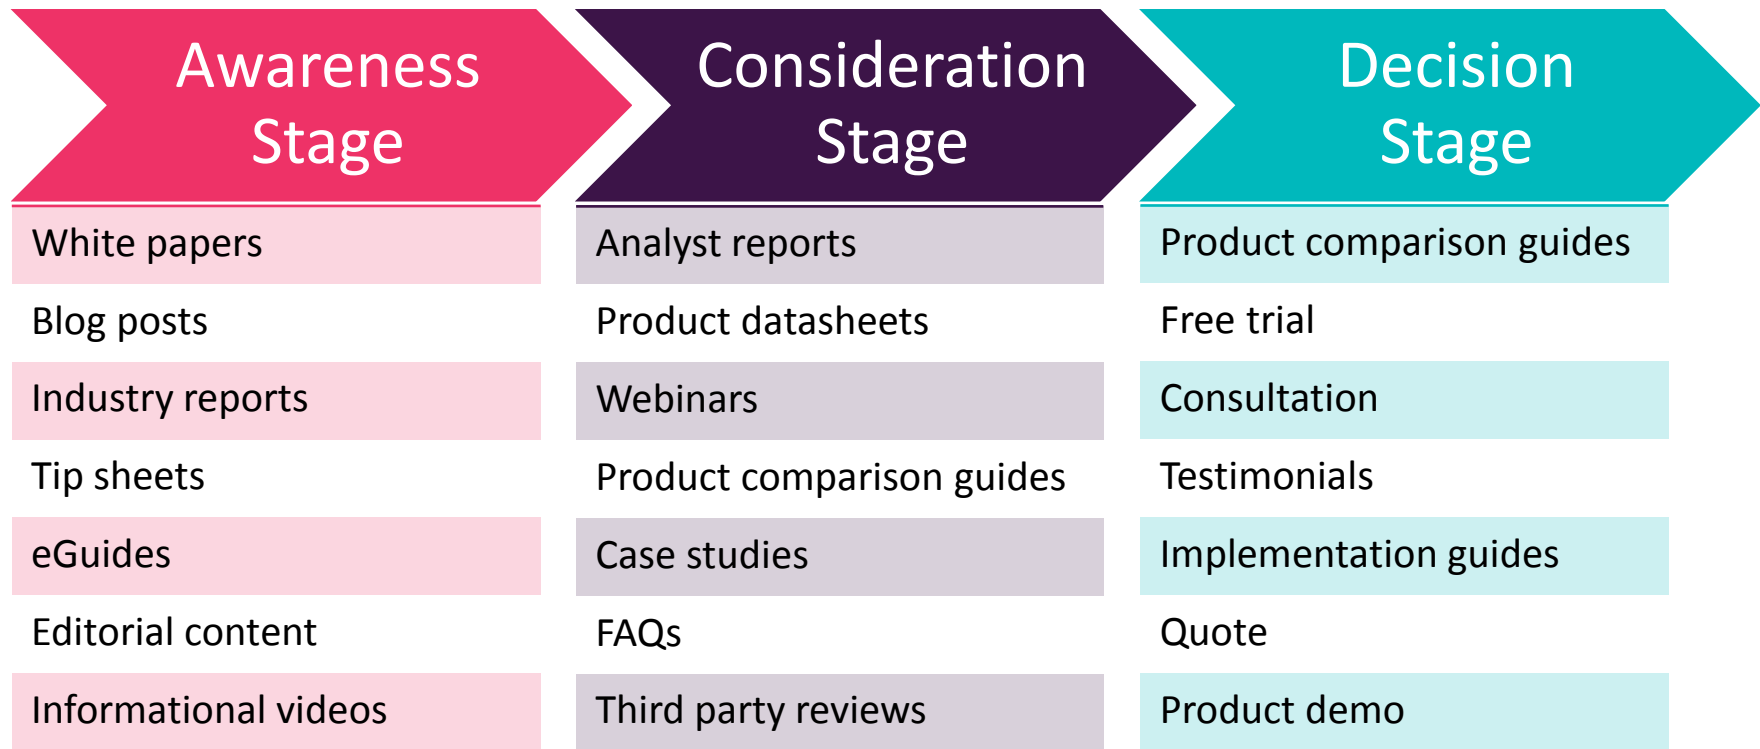 Awareness
Stage
White papers
Blog posts
Industry reports
Tip sheets
eGuides
Editorial content
Informational videos
Consideration
Stage
Analyst reports
Product datasheets
Webinars
Product comparison guides
Case studies
FAQs
Third party reviews
Decision
Stage
Product comparison guides
Free trial
Consultation
Testimonials
Implementation guides
Quote
Product demo